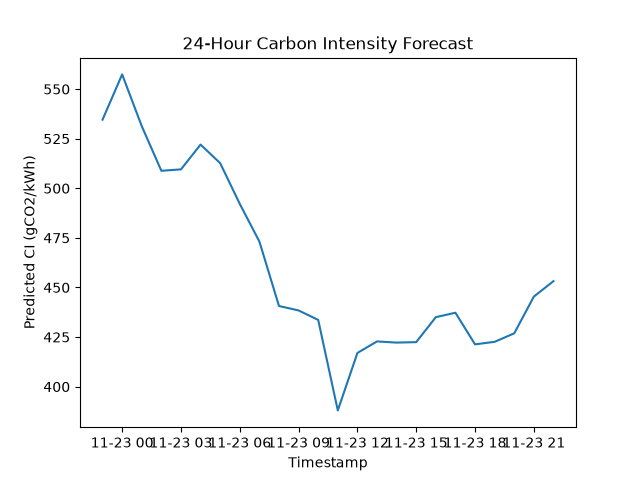 24-Hour Carbon Intensity Forecast
Predicted CI (gCO2/kWh)
550
525
500
475
450
425
400
11-23 00 11-23 03 11-23 06 11-23 09 11-23 12 11-23 15 11-23 18 11-23 21
Timestamp